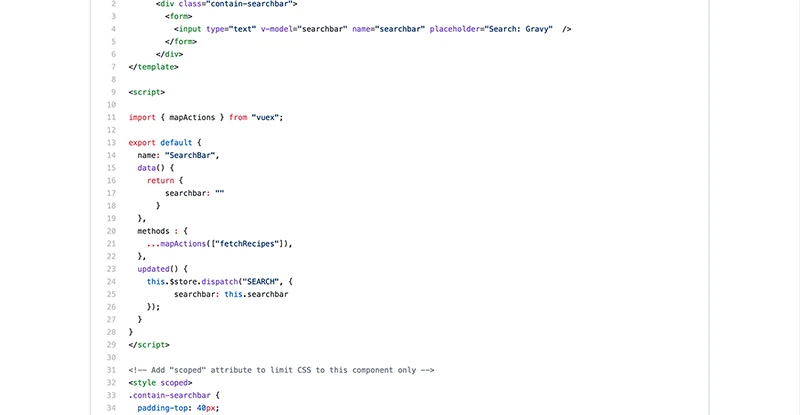 2 <div class="contain-searchbar">
3 <form>
4 <input type="text" v-model="searchbar" name="searchbar" placeholder="Search: Gravy" />
5 </form>
6 </div>
7 </template>
8
9 <script>
10
11 import { mapActions } from "vuex";
12
13 export default {
14 name: "SearchBar",
15 data() {
16 return {
17 searchbar: ""
18 }
19 },
20 methods : {
21 ...mapActions(["fetchRecipes"]),
22 },
23 updated() {
24 this.$store.dispatch("SEARCH", {
25 searchbar: this.searchbar
26 });
27 }
28 }
29 </script>
30
31 <!-- Add "scoped" attribute to limit CSS to this component only -->
32 <style scoped>
33 .contain-searchbar {
34 padding-top: 40px;